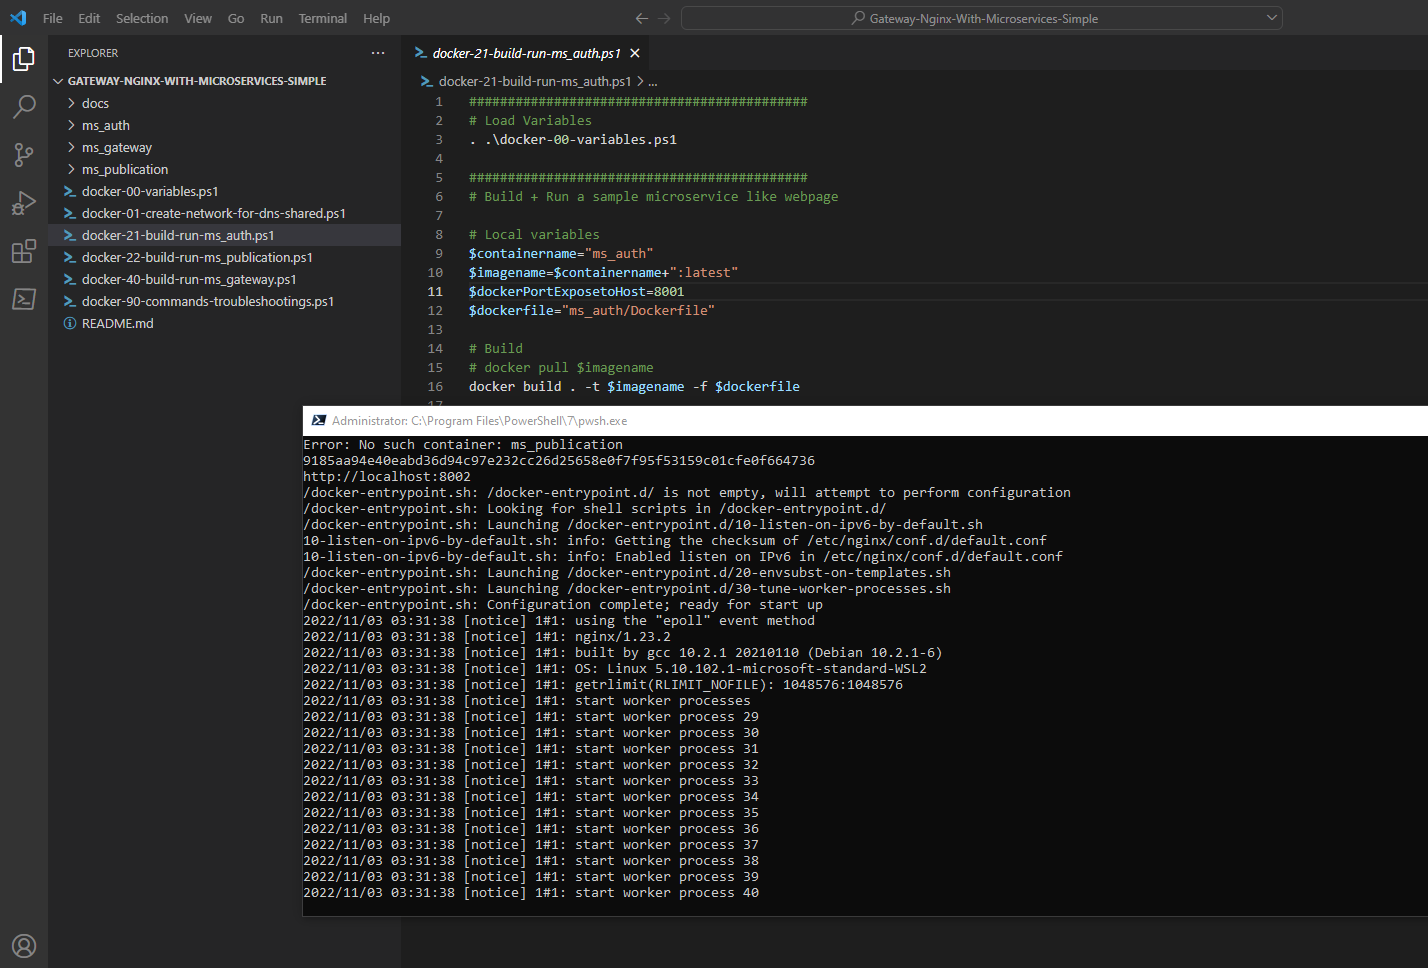 File Edit Selection View Go Run Terminal Help
Gateway-Nginx-With-Microservices-Simple
EXPLORER
GATEWAY-NGINX-WITH-MICROSERVICES-SIMPLE
docs
ms_auth
ms_gateway
ms_publication
docker-00-variables.ps1
docker-01-create-network-for-dns-shared.ps1
docker-21-build-run-ms_auth.ps1
docker-22-build-run-ms_publication.ps1
docker-40-build-run-ms_gateway.ps1
docker-90-commands-troubleshootings.ps1
README.md
docker-21-build-run-ms_auth.ps1
docker-21-build-run-ms_auth.ps1 > ...
1 ############################################
2 # Load Variables
3 . .\docker-00-variables.ps1
4
5 ############################################
6 # Build + Run a sample microservice like webpage
7
8 # Local variables
9 $containername="ms_auth"
10 $imagename=$containername+":latest"
11 $dockerPortExposetoHost=8001
12 $dockerfile="ms_auth/Dockerfile"
13
14 # Build
15 # docker pull $imagename
16 docker build . -t $imagename -f $dockerfile
17
Administrator: C:\Program Files\PowerShell\7\pwsh.exe
Error: No such container: ms_publication
9185aa94e40eabd36d94c97e232cc26d25658e0f7f95f53159c01cfe0f664736
http://localhost:8002
/docker-entrypoint.sh: /docker-entrypoint.d/ is not empty, will attempt to perform configuration
/docker-entrypoint.sh: Looking for shell scripts in /docker-entrypoint.d/
/docker-entrypoint.sh: Launching /docker-entrypoint.d/10-listen-on-ipv6-by-default.sh
10-listen-on-ipv6-by-default.sh: info: Getting the checksum of /etc/nginx/conf.d/default.conf
10-listen-on-ipv6-by-default.sh: info: Enabled listen on IPv6 in /etc/nginx/conf.d/default.conf
/docker-entrypoint.sh: Launching /docker-entrypoint.d/20-envsubst-on-templates.sh
/docker-entrypoint.sh: Launching /docker-entrypoint.d/30-tune-worker-processes.sh
/docker-entrypoint.sh: Configuration complete; ready for start up
2022/11/03 03:31:38 [notice] 1#1: using the "epoll" event method
2022/11/03 03:31:38 [notice] 1#1: nginx/1.23.2
2022/11/03 03:31:38 [notice] 1#1: built by gcc 10.2.1 20210110 (Debian 10.2.1-6)
2022/11/03 03:31:38 [notice] 1#1: OS: Linux 5.10.102.1-microsoft-standard-WSL2
2022/11/03 03:31:38 [notice] 1#1: getrlimit(RLIMIT_NOFILE): 1048576:1048576
2022/11/03 03:31:38 [notice] 1#1: start worker processes
2022/11/03 03:31:38 [notice] 1#1: start worker process 29
2022/11/03 03:31:38 [notice] 1#1: start worker process 30
2022/11/03 03:31:38 [notice] 1#1: start worker process 31
2022/11/03 03:31:38 [notice] 1#1: start worker process 32
2022/11/03 03:31:38 [notice] 1#1: start worker process 33
2022/11/03 03:31:38 [notice] 1#1: start worker process 34
2022/11/03 03:31:38 [notice] 1#1: start worker process 35
2022/11/03 03:31:38 [notice] 1#1: start worker process 36
2022/11/03 03:31:38 [notice] 1#1: start worker process 37
2022/11/03 03:31:38 [notice] 1#1: start worker process 38
2022/11/03 03:31:38 [notice] 1#1: start worker process 39
2022/11/03 03:31:38 [notice] 1#1: start worker process 40